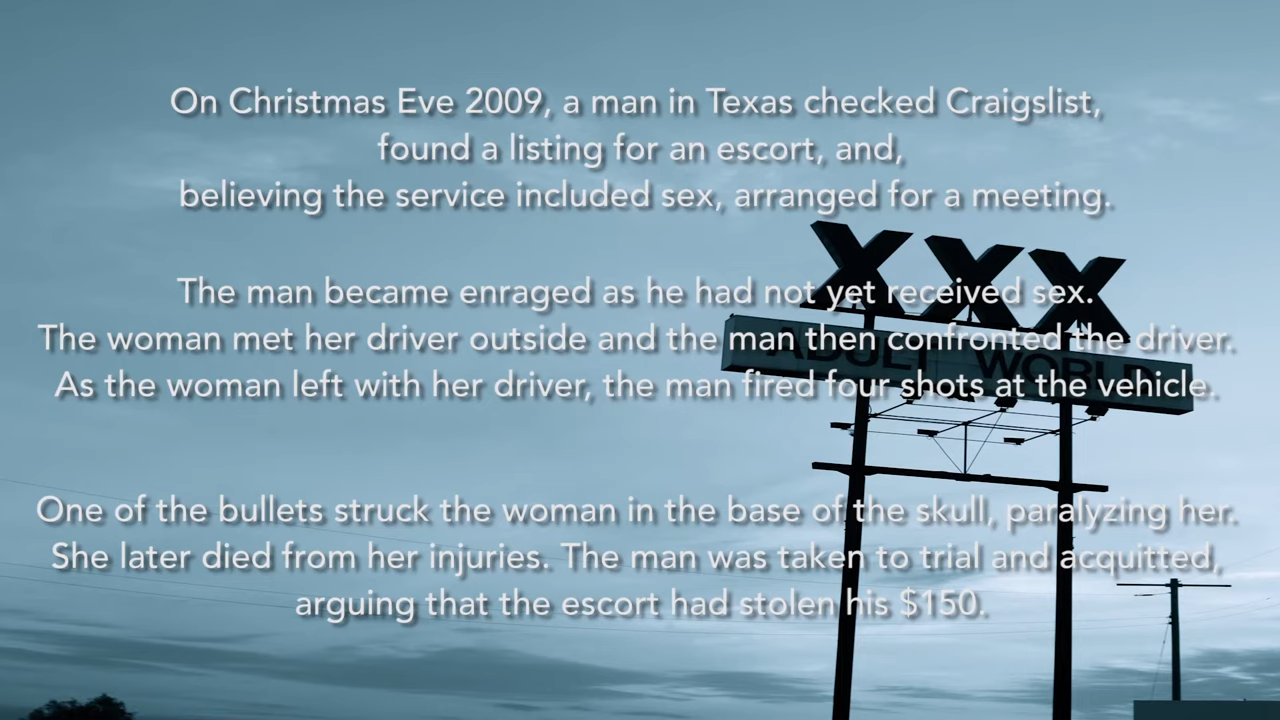 On Christmas Eve 2009, a man in Texas checked Craigslist,
found a listing for an escort, and,
believing the service included sex, arranged for a meeting.
XXX
ADULT WORLD
The man became enraged as he had not yet received sex.
The woman met her driver outside and the man then confronted the driver.
As the woman left with her driver, the man fired four shots at the vehicle.
One of the bullets struck the woman in the base of the skull, paralyzing her.
She later died from her injuries. The man was taken to trial and acquitted,
arguing that the escort had stolen his $150.